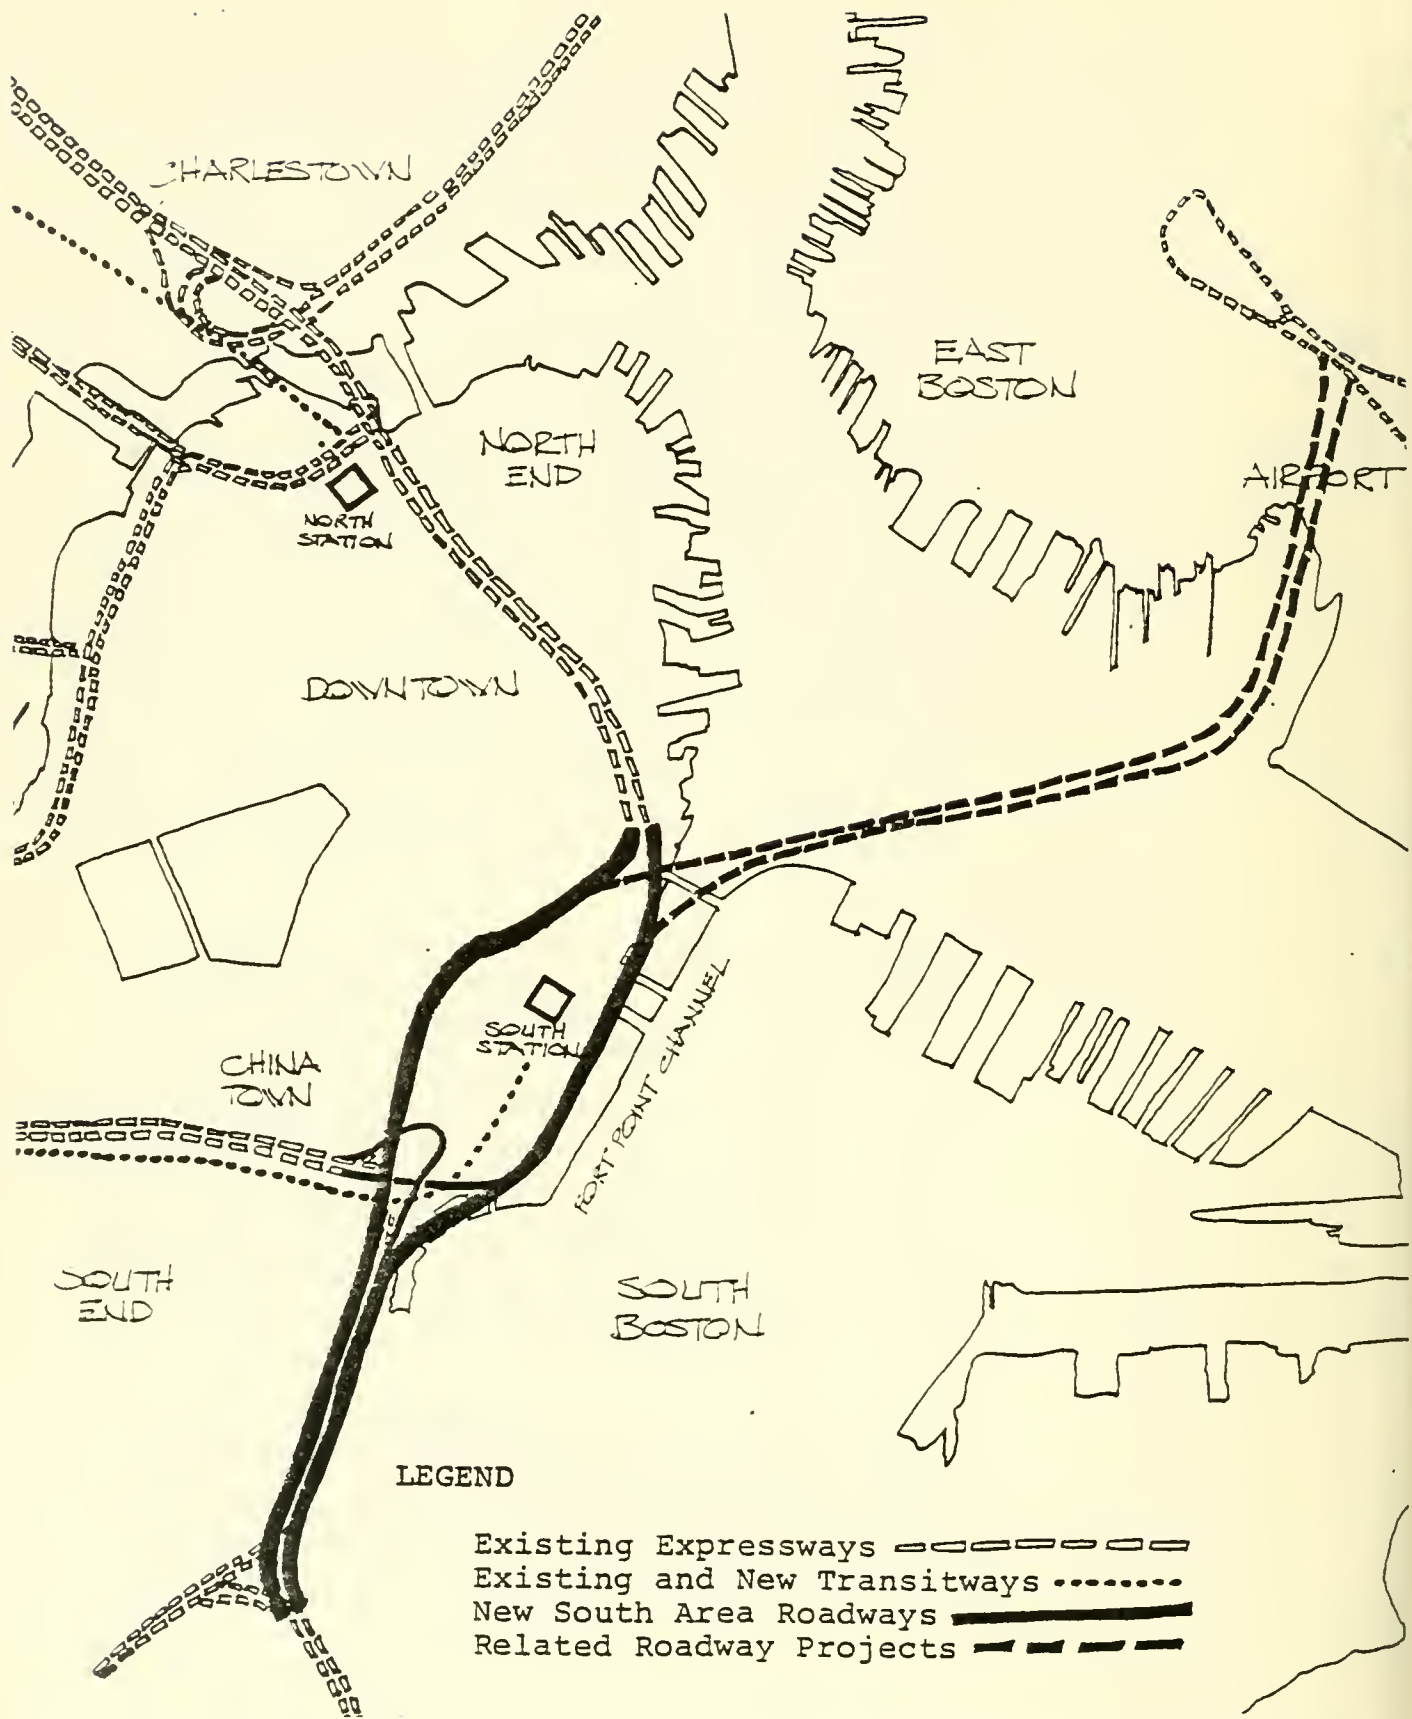 CHARLESTOWN
EAST
BOSTON
NORTH
END
AIRPORT
NORTH
STATION
DOWNTOWN
SOUTH
STATION
FORT POINT CHANNEL
CHINA
TOWN
SOUTH
END
SOUTH
BOSTON
LEGEND
Existing Expressways
Existing and New Transitways
New South Area Roadways
Related Roadway Projects